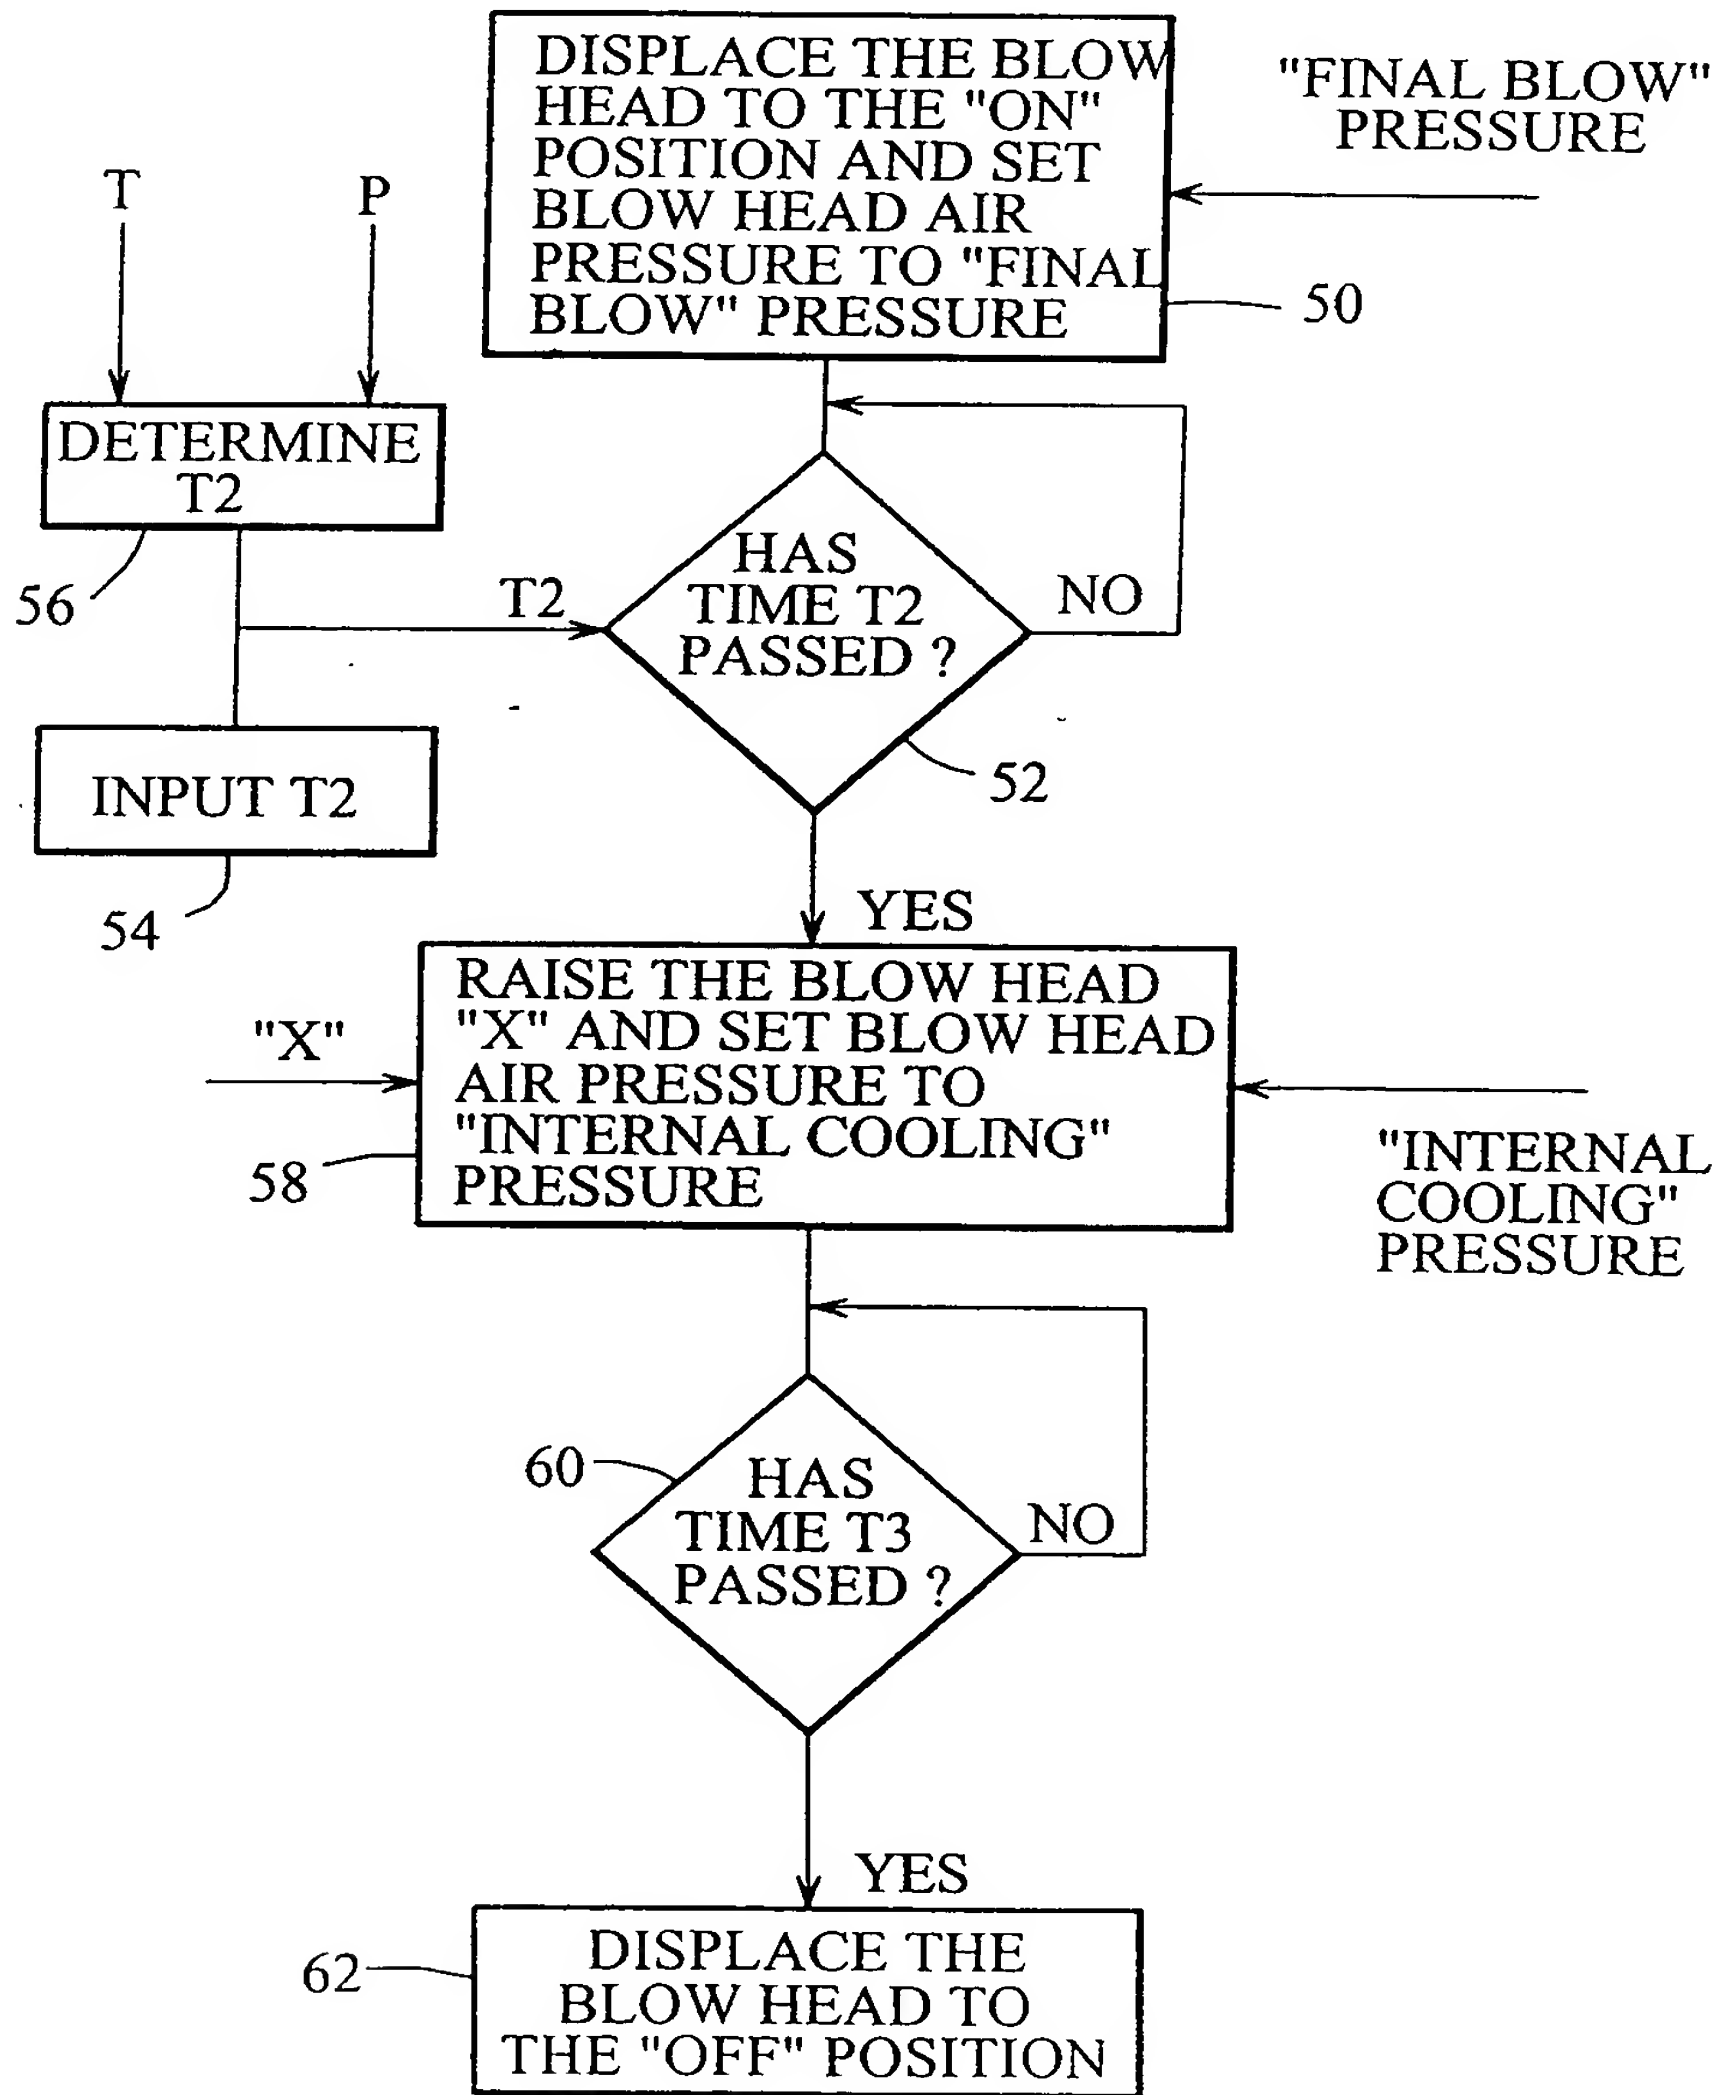 DISPLACE THE BLOW
HEAD TO THE "ON"
POSITION AND SET
BLOW HEAD AIR
PRESSURE TO "FINAL
BLOW" PRESSURE
"FINAL BLOW"
PRESSURE
50
T
P
DETERMINE
T2
56
T2
HAS
TIME T2
PASSED ?
NO
52
INPUT T2
54
YES
RAISE THE BLOW HEAD
"X" AND SET BLOW HEAD
AIR PRESSURE TO
"INTERNAL COOLING"
PRESSURE
"X"
58
"INTERNAL
COOLING"
PRESSURE
60
HAS
TIME T3
PASSED ?
NO
YES
62
DISPLACE THE
BLOW HEAD TO
THE "OFF" POSITION